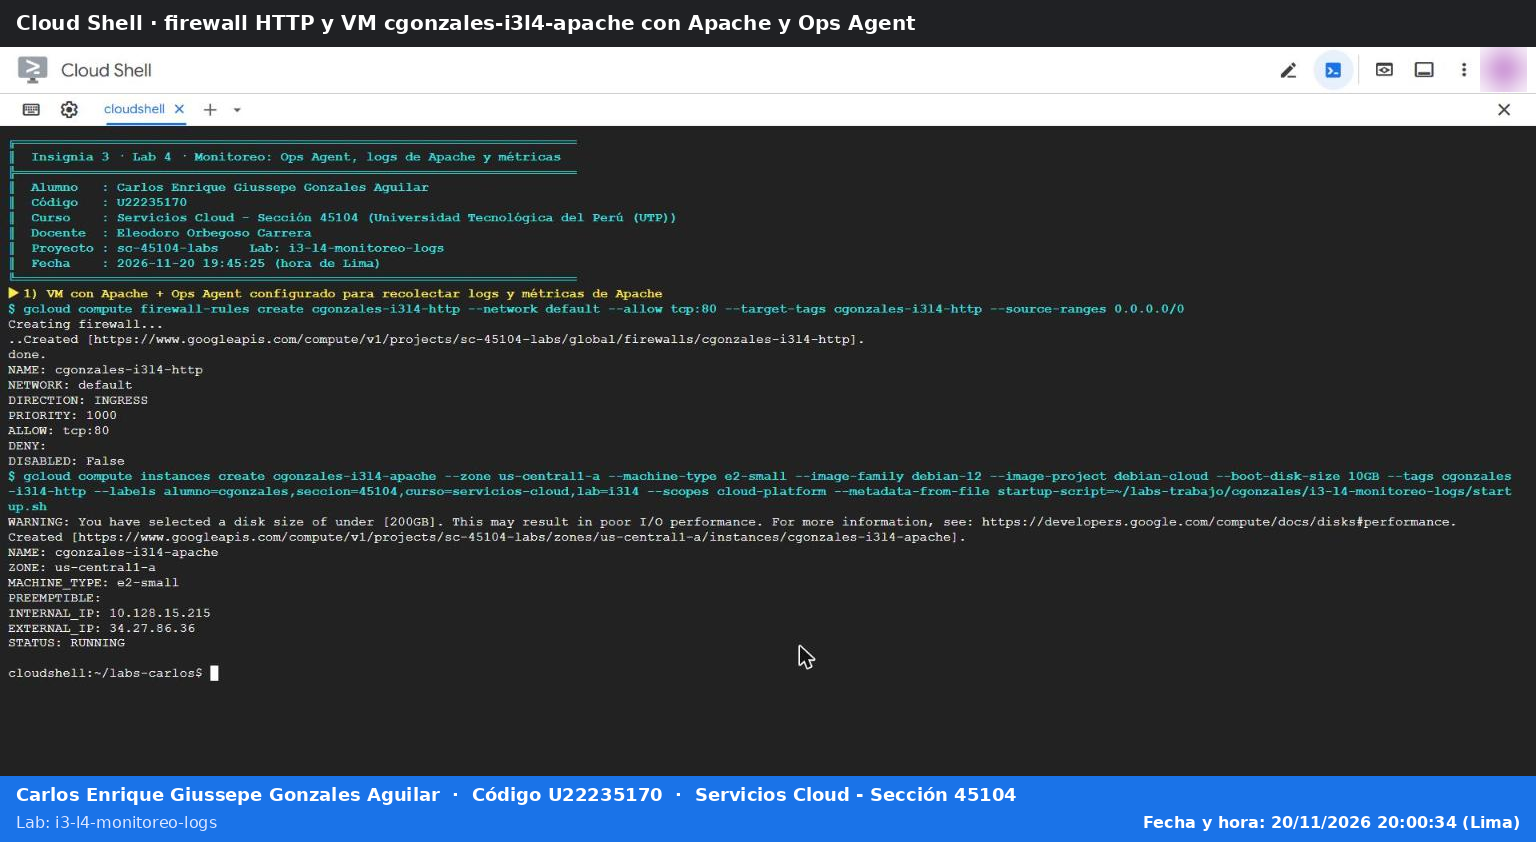 Cloud Shell · firewall HTTP y VM cgonzales-i3l4-apache con Apache y Ops Agent
Cloud Shell
cloudshell
Insignia 3 · Lab 4 · Monitoreo: Ops Agent, logs de Apache y métricas
Alumno : Carlos Enrique Giussepe Gonzales Aguilar
Código : U22235170
Curso : Servicios Cloud - Sección 45104 (Universidad Tecnológica del Perú (UTP))
Docente : Eleodoro Orbegoso Carrera
Proyecto : sc-45104-labs Lab: i3-l4-monitoreo-logs
Fecha : 2026-11-20 19:45:25 (hora de Lima)
▶ 1) VM con Apache + Ops Agent configurado para recolectar logs y métricas de Apache
$ gcloud compute firewall-rules create cgonzales-i3l4-http --network default --allow tcp:80 --target-tags cgonzales-i3l4-http --source-ranges 0.0.0.0/0
Creating firewall...
..Created [https://www.googleapis.com/compute/v1/projects/sc-45104-labs/global/firewalls/cgonzales-i3l4-http].
done.
NAME: cgonzales-i3l4-http
NETWORK: default
DIRECTION: INGRESS
PRIORITY: 1000
ALLOW: tcp:80
DENY:
DISABLED: False
$ gcloud compute instances create cgonzales-i3l4-apache --zone us-central1-a --machine-type e2-small --image-family debian-12 --image-project debian-cloud --boot-disk-size 10GB --tags cgonzales
-i3l4-http --labels alumno=cgonzales,seccion=45104,curso=servicios-cloud,lab=i3l4 --scopes cloud-platform --metadata-from-file startup-script=~/labs-trabajo/cgonzales/i3-l4-monitoreo-logs/start
up.sh
WARNING: You have selected a disk size of under [200GB]. This may result in poor I/O performance. For more information, see: https://developers.google.com/compute/docs/disks#performance.
Created [https://www.googleapis.com/compute/v1/projects/sc-45104-labs/zones/us-central1-a/instances/cgonzales-i3l4-apache].
NAME: cgonzales-i3l4-apache
ZONE: us-central1-a
MACHINE_TYPE: e2-small
PREEMPTIBLE:
INTERNAL_IP: 10.128.15.215
EXTERNAL_IP: 34.27.86.36
STATUS: RUNNING
cloudshell:~/labs-carlos$
Carlos Enrique Giussepe Gonzales Aguilar · Código U22235170 · Servicios Cloud - Sección 45104
Lab: i3-l4-monitoreo-logs
Fecha y hora: 20/11/2026 20:00:34 (Lima)